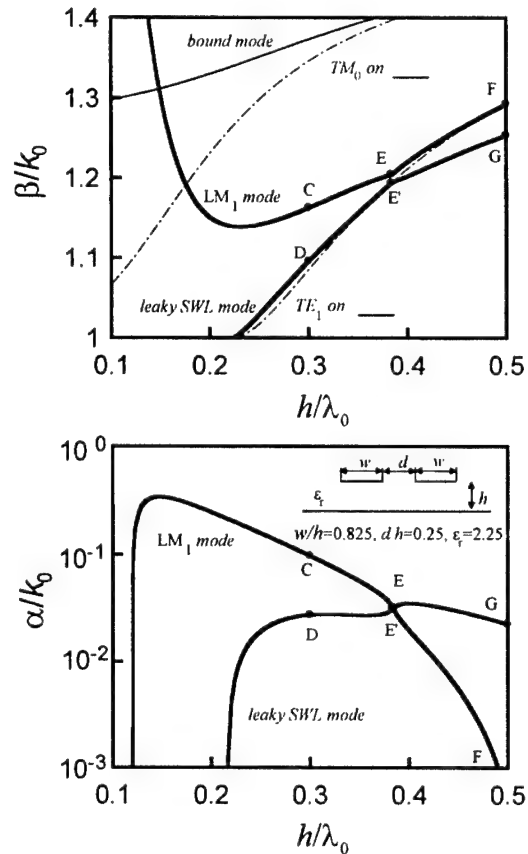 1.4
bound mode
TM₀ on
F
1.3
E
β/k₀
1.2
LM₁ mode
C
G
E'
1.1
D
leaky SWL mode
TE₁ on
1
0.1 0.2 0.3 0.4 0.5
h/λ₀
10⁰
w d w
LM₁ mode
εᵣ
h
w/h=0.825, d h=0.25, εᵣ=2.25
10⁻¹
C
α/k₀
E
G
D
E'
10⁻²
leaky SWL mode
F
10⁻³
0.1 0.2 0.3 0.4 0.5
h/λ₀